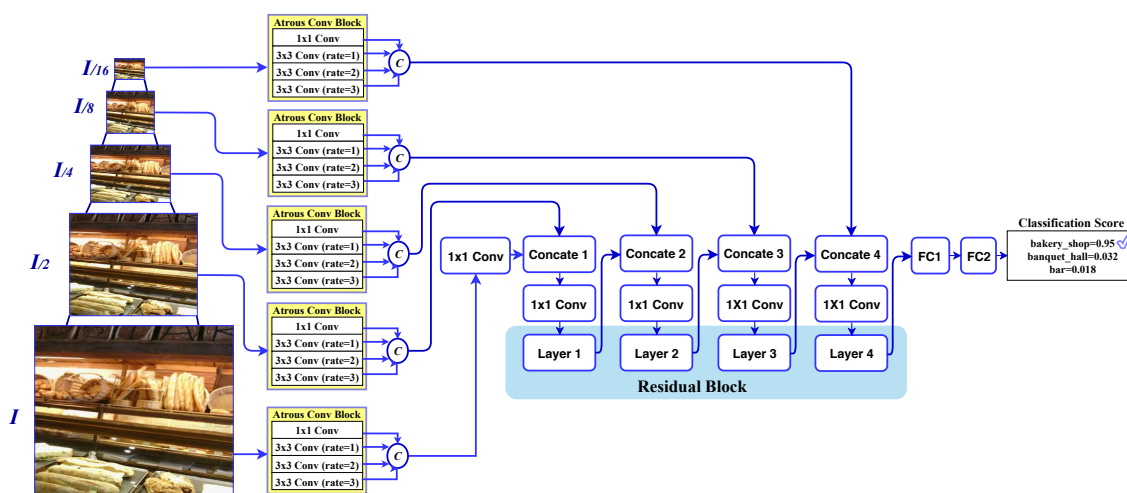 Atrous Conv Block
1x1 Conv
3x3 Conv (rate=1)
3x3 Conv (rate=2)
3x3 Conv (rate=3)
C
I/16
Atrous Conv Block
1x1 Conv
3x3 Conv (rate=1)
3x3 Conv (rate=2)
3x3 Conv (rate=3)
C
I/8
Atrous Conv Block
1x1 Conv
3x3 Conv (rate=1)
3x3 Conv (rate=2)
3x3 Conv (rate=3)
C
I/4
Atrous Conv Block
1x1 Conv
3x3 Conv (rate=1)
3x3 Conv (rate=2)
3x3 Conv (rate=3)
C
I/2
Atrous Conv Block
1x1 Conv
3x3 Conv (rate=1)
3x3 Conv (rate=2)
3x3 Conv (rate=3)
C
I
1x1 Conv
Concate 1
Concate 2
Concate 3
Concate 4
1x1 Conv
1x1 Conv
1X1 Conv
1X1 Conv
Layer 1
Layer 2
Layer 3
Layer 4
Residual Block
FC1
FC2
Classification Score
bakery_shop=0.95
banquet_hall=0.032
bar=0.018